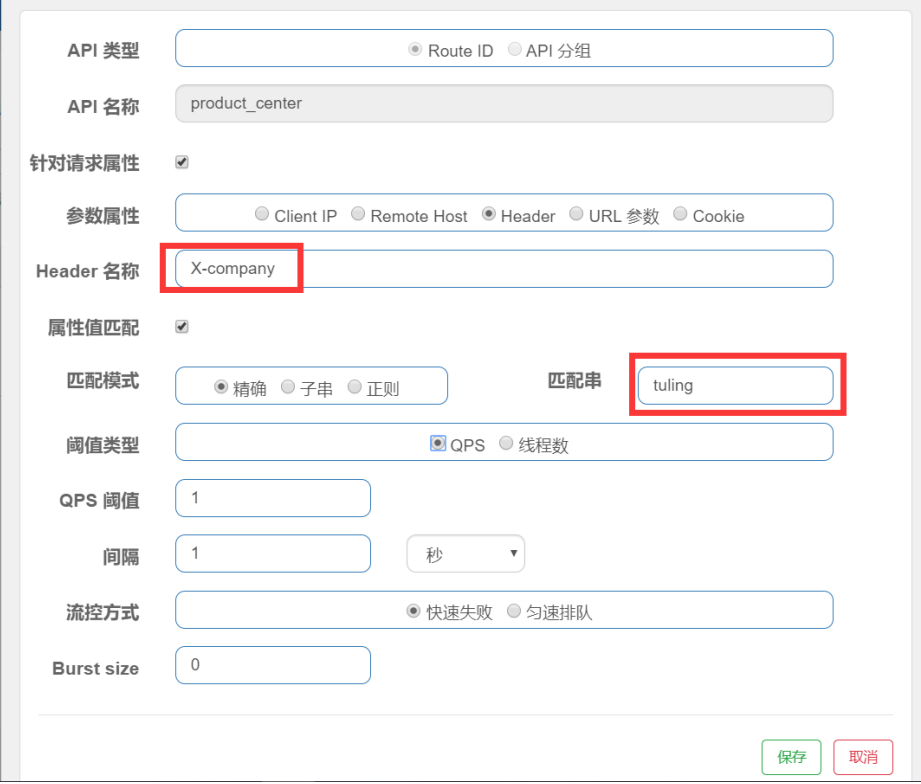 API 类型 Route ID API 分组
API 名称 product_center
针对请求属性
参数属性 Client IP Remote Host Header URL 参数 Cookie
Header 名称 X-company
属性值匹配
匹配模式 精确 子串 正则 匹配串 tuling
阈值类型 QPS 线程数
QPS 阈值 1
间隔 1 秒
流控方式 快速失败 匀速排队
Burst size 0
保存 取消